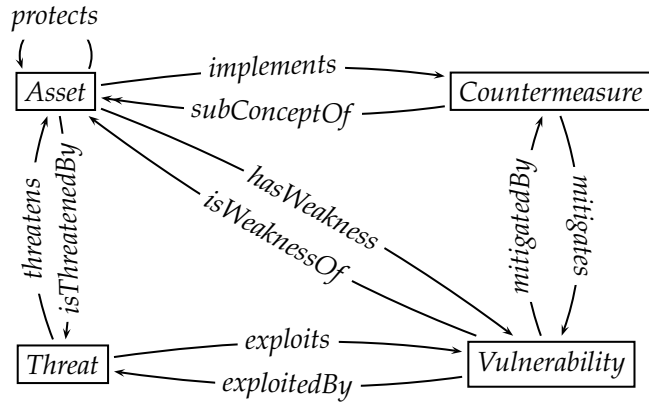 protects
Asset
implements
subConceptOf
Countermeasure
threatens
isThreatenedBy
hasWeakness
isWeaknessOf
mitigatedBy
mitigates
Threat
exploits
exploitedBy
Vulnerability